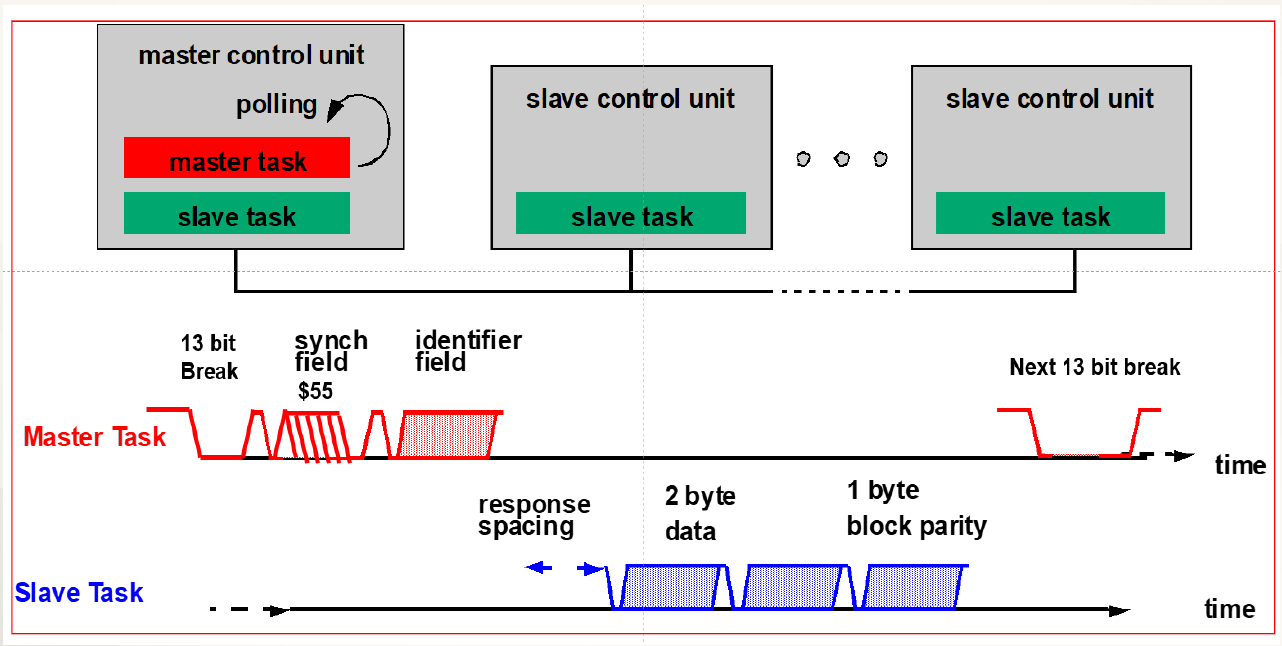 master control unit
polling
master task
slave task
slave control unit
slave task
slave control unit
slave task
13 bit
Break
synch
field
$55
identifier
field
Next 13 bit break
Master Task
time
response
spacing
2 byte
data
1 byte
block parity
Slave Task
time